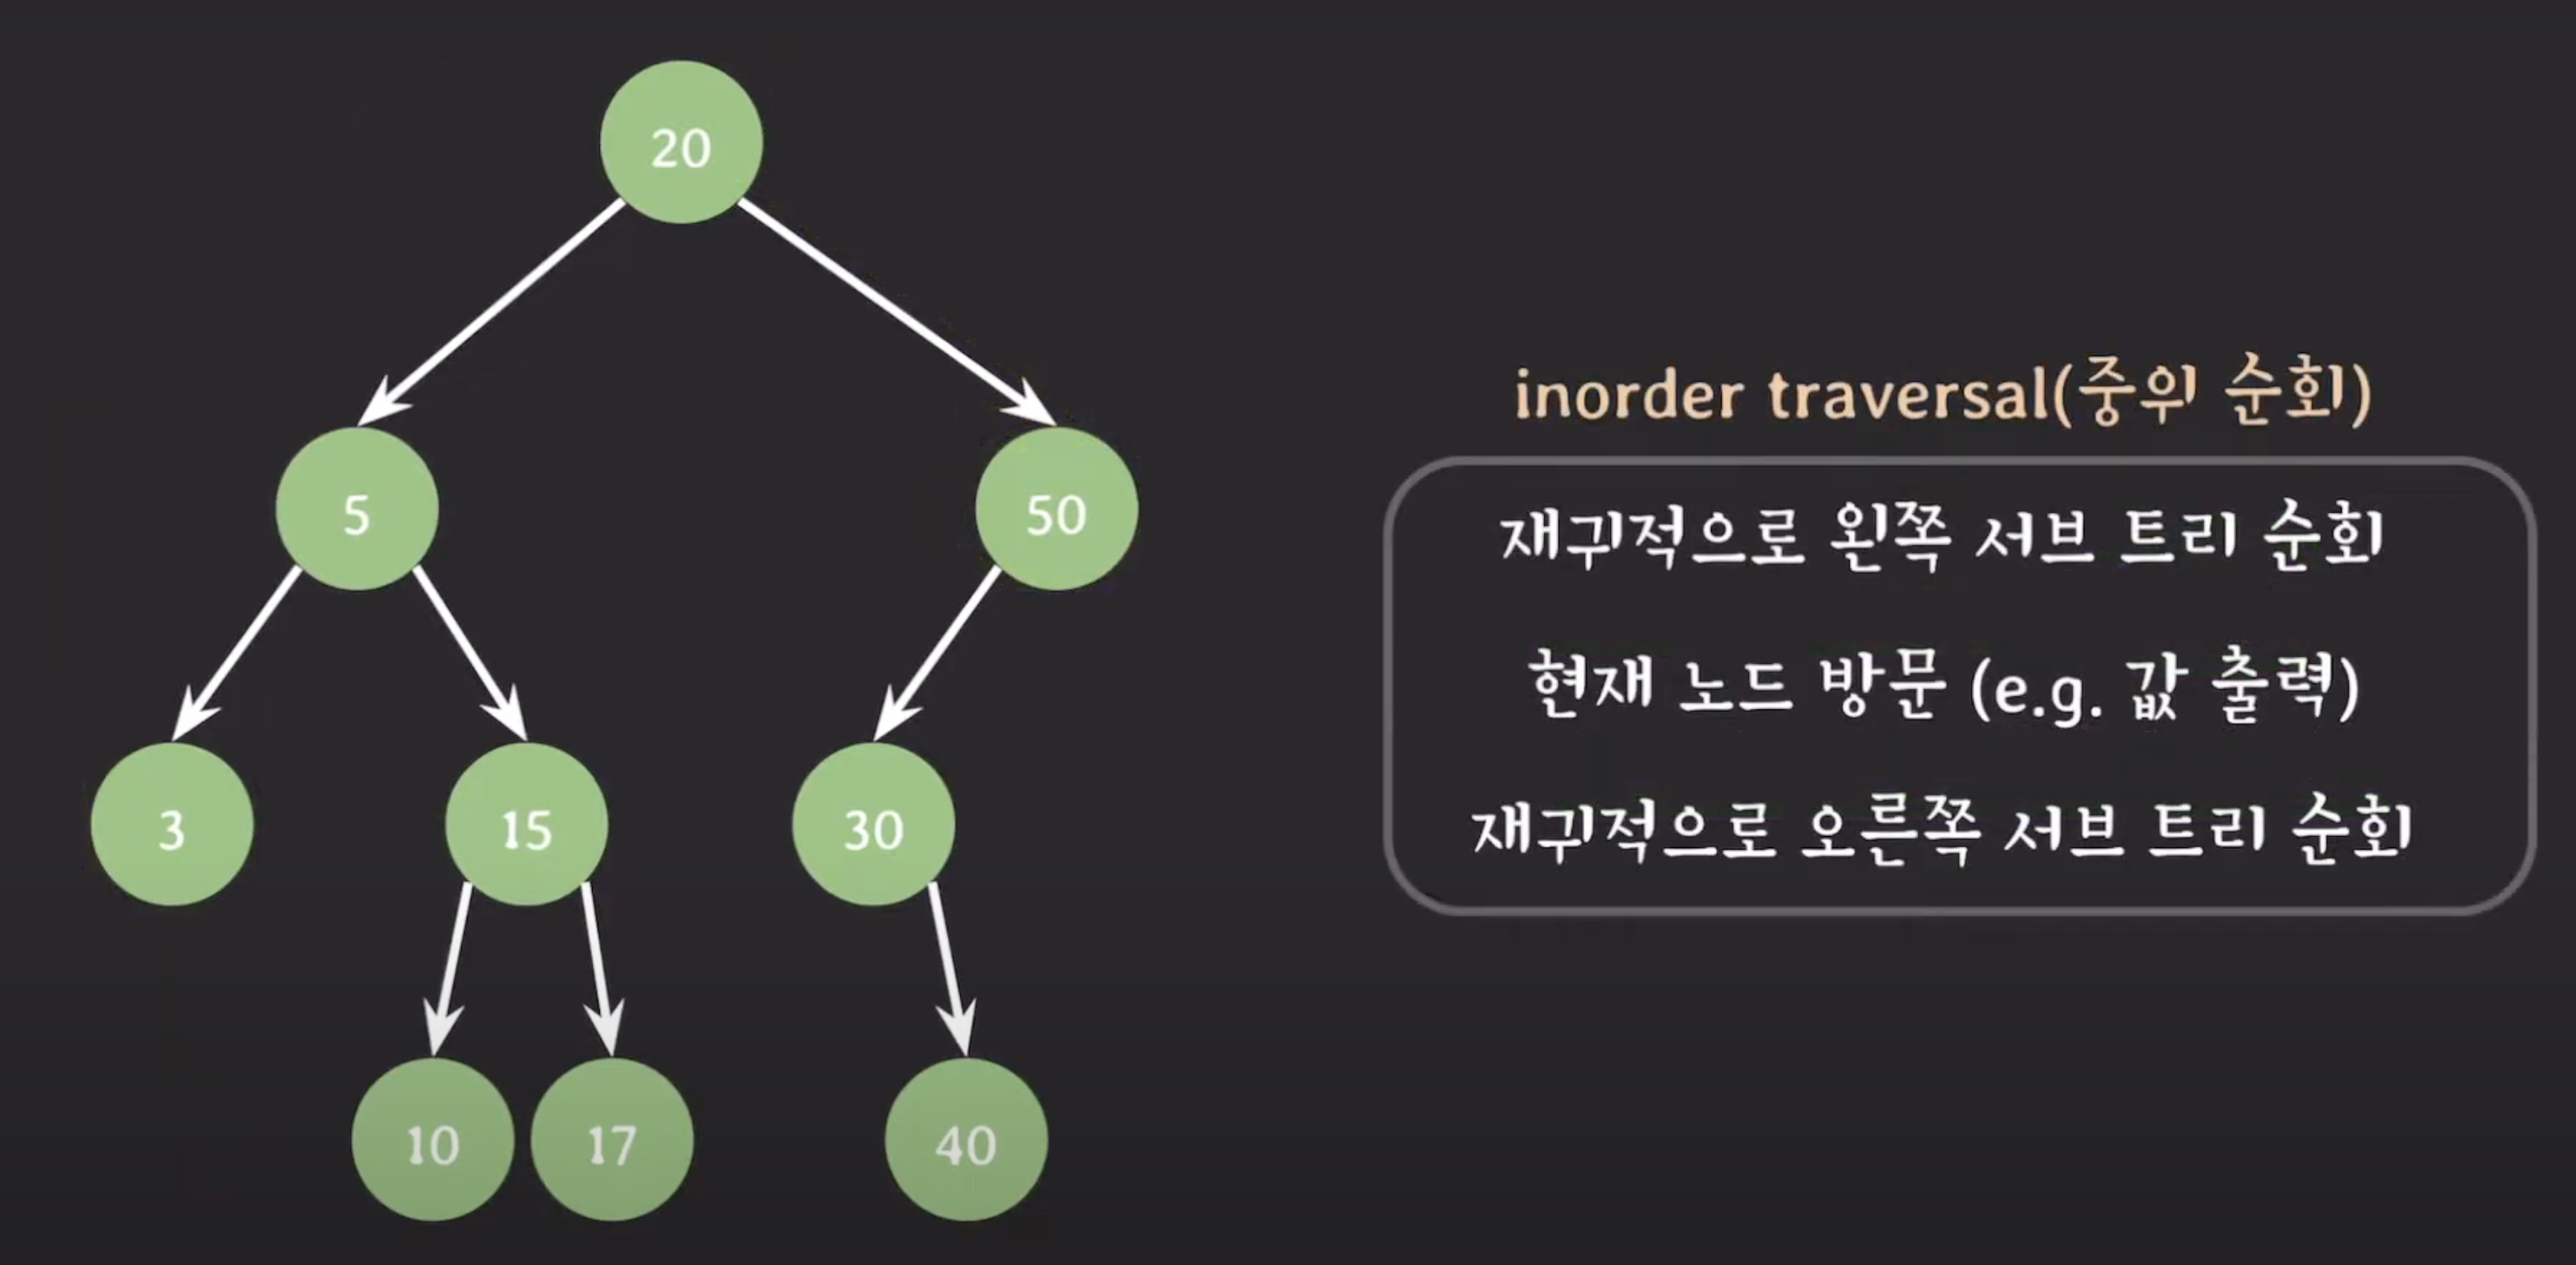 20
5
50
3
15
30
10
17
40
inorder traversal(중위 순회)
재귀적으로 왼쪽 서브 트리 순회
현재 노드 방문 (e.g. 값 출력)
재귀적으로 오른쪽 서브 트리 순회